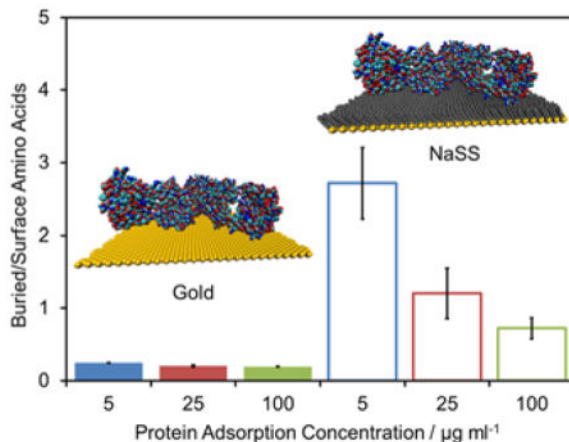 5
4
3
2
1
0
Buried/Surface Amino Acids
NaSS
Gold
5 25 100 5 25 100
Protein Adsorption Concentration / µg ml⁻¹